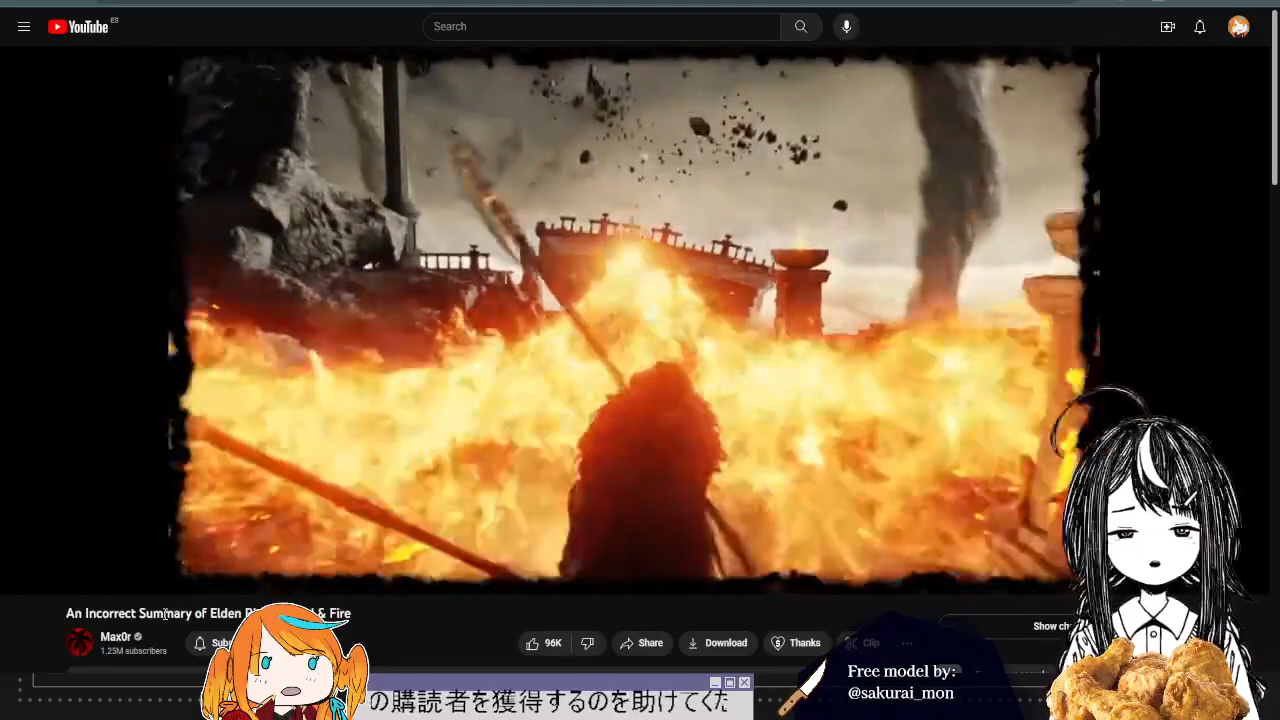 YouTube ES
Search
An Incorrect Summary of Elden & Fire
Max0r
1.25M subscribers
96K
Share
Download
Thanks
Clip
Free model by:
@sakurai_mon
の購読者を獲得するのを助けてくだ